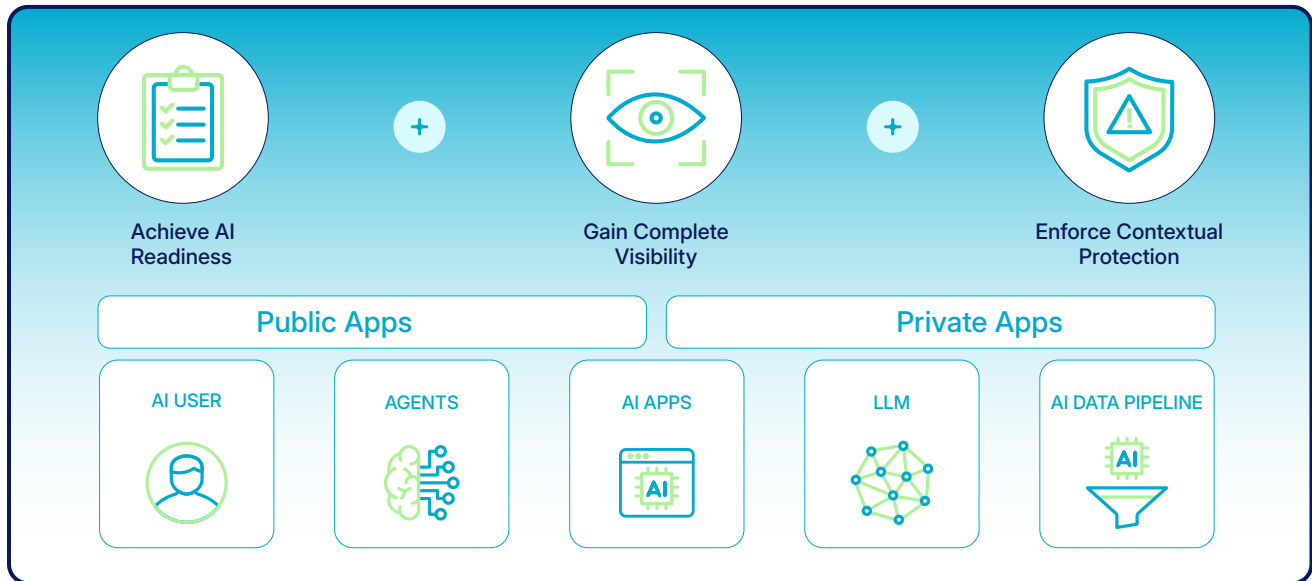 Achieve AI
Readiness
Gain Complete
Visibility
Enforce Contextual
Protection
Public Apps
Private Apps
AI USER
AGENTS
AI APPS
LLM
AI DATA PIPELINE
AI
AI